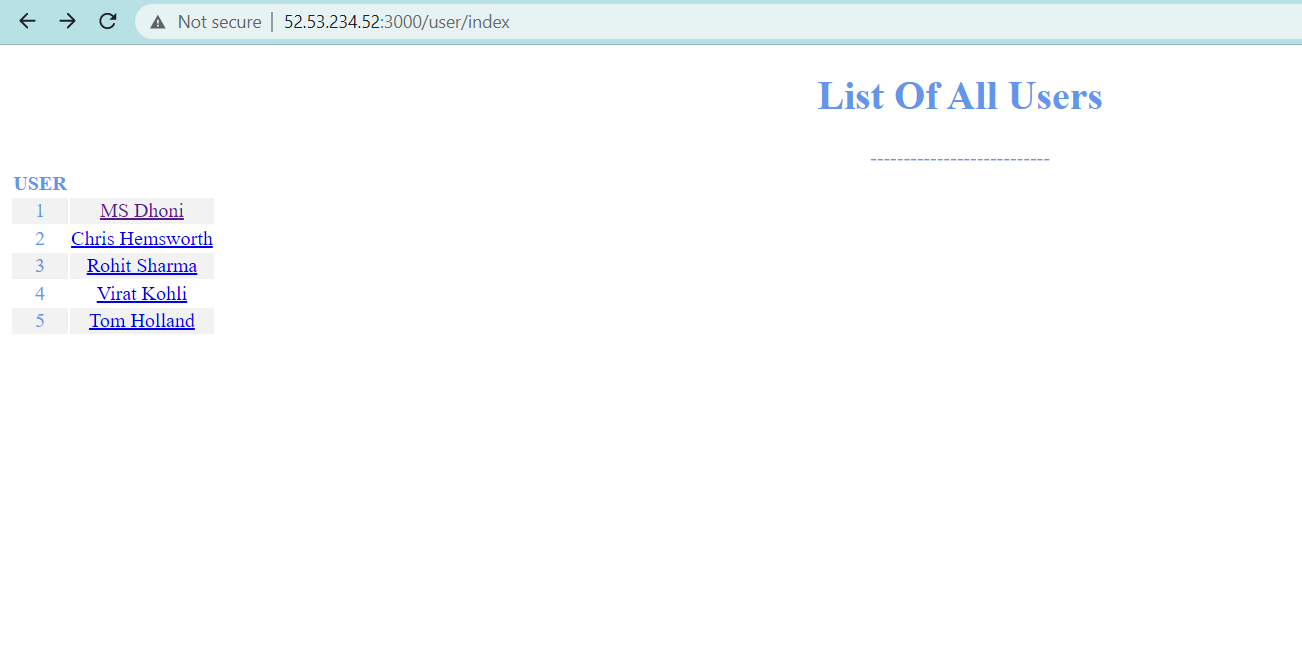 Not secure | 52.53.234.52:3000/user/index
List Of All Users
---------------------------
USER
1 MS Dhoni
2 Chris Hemsworth
3 Rohit Sharma
4 Virat Kohli
5 Tom Holland